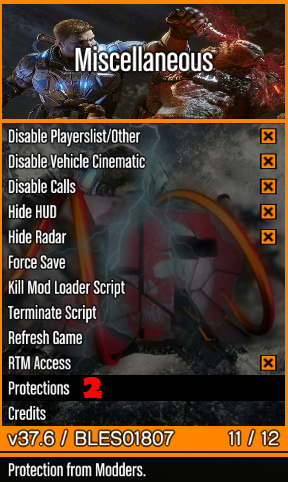 Miscellaneous
Disable Playerslist/Other
Disable Vehicle Cinematic
Disable Calls
Hide HUD
Hide Radar
Force Save
Kill Mod Loader Script
Terminate Script
Refresh Game
RTM Access
Protections 2
Credits
v37.6 / BLES01807 11 / 12
Protection from Modders.